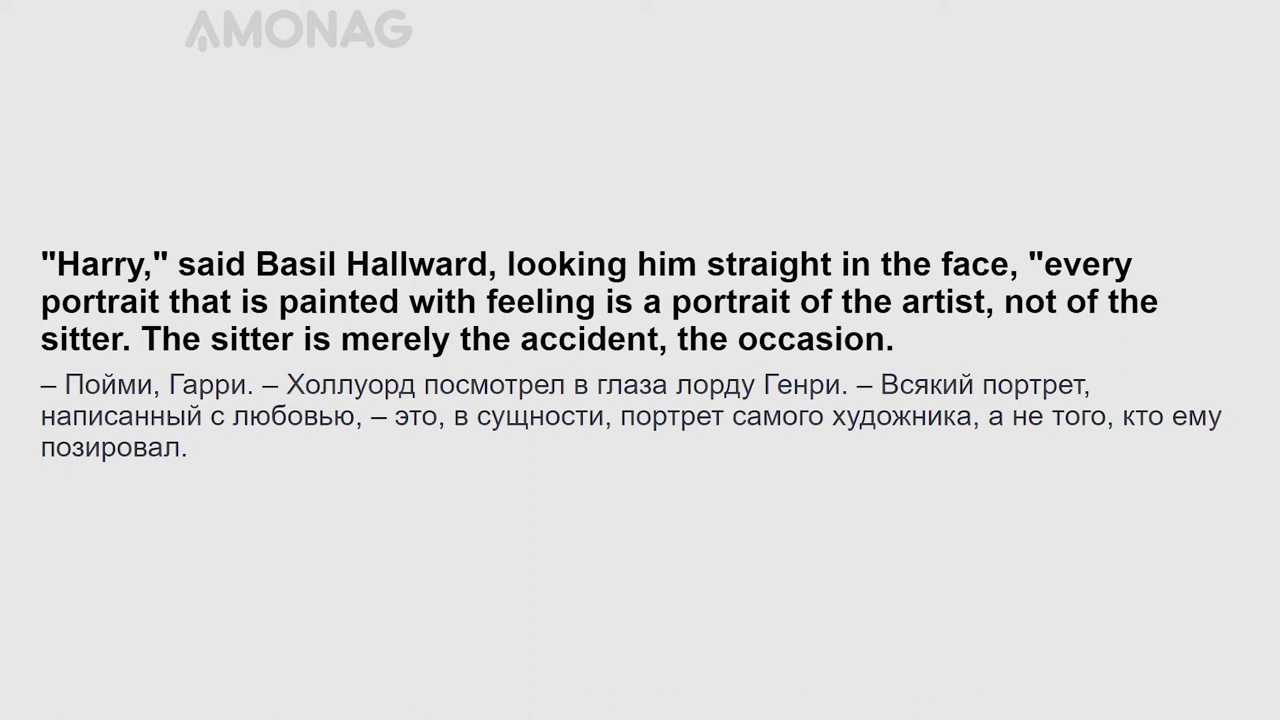 AMONAG
"Harry," said Basil Hallward, looking him straight in the face, "every
portrait that is painted with feeling is a portrait of the artist, not of the
sitter. The sitter is merely the accident, the occasion.
– Пойми, Гарри. – Холлуорд посмотрел в глаза лорду Генри. – Всякий портрет,
написанный с любовью, – это, в сущности, портрет самого художника, а не того, кто ему
позировал.